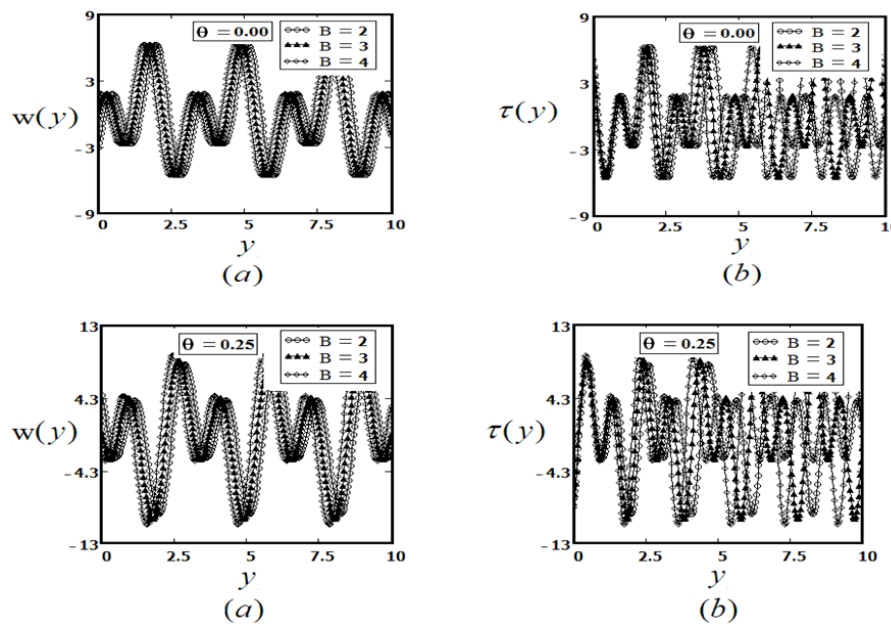 9
3
-3
-9
w(y)
θ = 0.00
B = 2
B = 3
B = 4
0
2.5
5
7.5
10
y
(a)
9
3
-3
-9
τ(y)
θ = 0.00
B = 2
B = 3
B = 4
0
2.5
5
7.5
10
y
(b)
13
4.3
-4.3
-13
w(y)
θ = 0.25
B = 2
B = 3
B = 4
0
2.5
5
7.5
10
y
(a)
13
4.3
-4.3
-13
τ(y)
θ = 0.25
B = 2
B = 3
B = 4
0
2.5
5
7.5
10
y
(b)